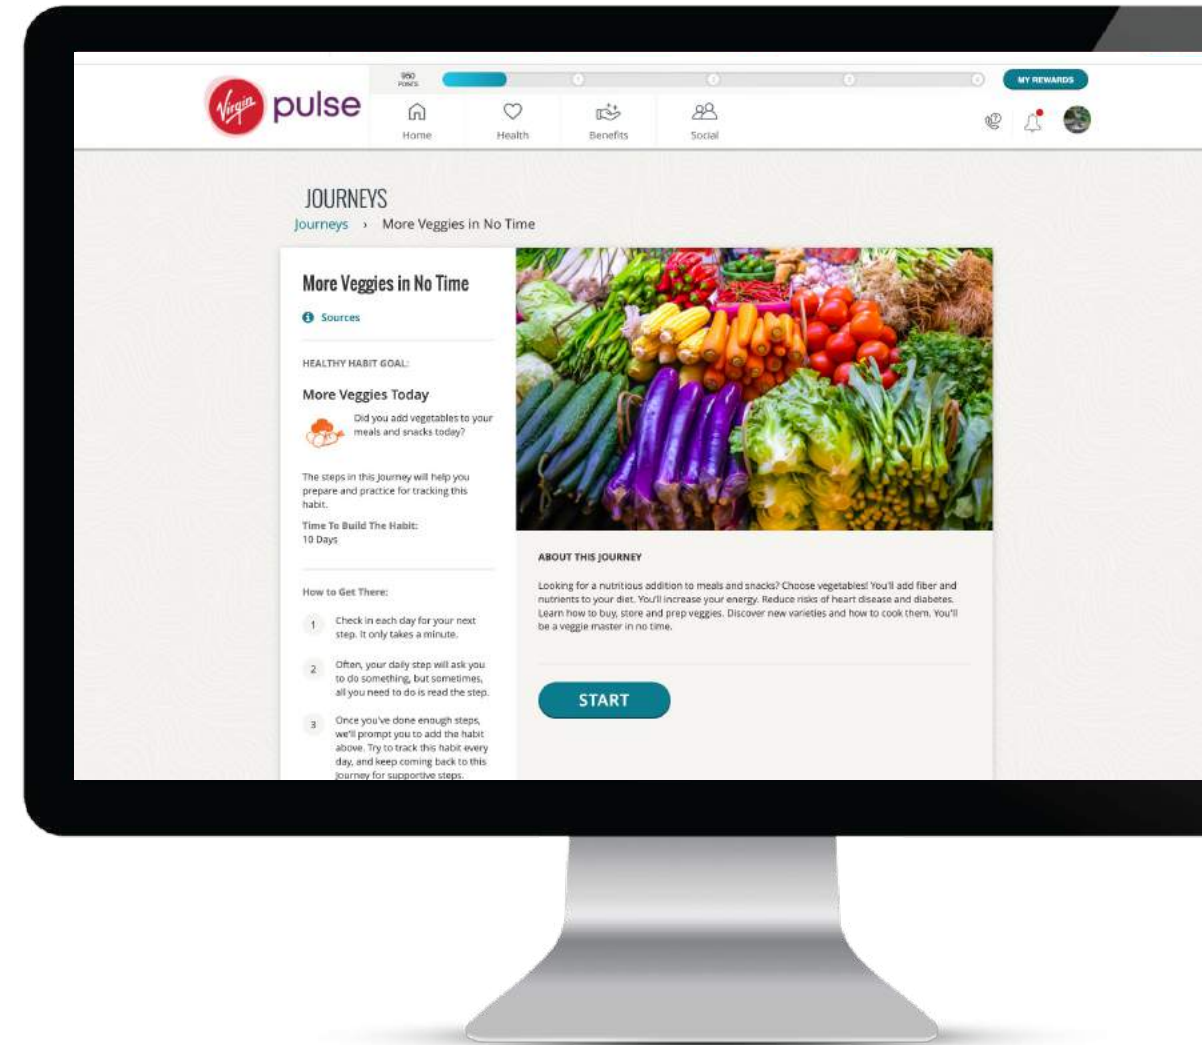 Virgin pulse
950
POINTS
MY REWARDS
Home
Health
Benefits
Social
JOURNEYS
Journeys › More Veggies in No Time
More Veggies in No Time
Sources
HEALTHY HABIT GOAL:
More Veggies Today
Did you add vegetables to your
meals and snacks today?
The steps in this Journey will help you
prepare and practice for tracking this
habit.
Time To Build The Habit:
10 Days
How to Get There:
1 Check in each day for your next
step. It only takes a minute.
2 Often, your daily step will ask you
to do something, but sometimes,
all you need to do is read the step.
3 Once you've done enough steps,
we'll prompt you to add the habit
above. Try to track this habit every
day, and keep coming back to this
Journey for supportive steps.
ABOUT THIS JOURNEY
Looking for a nutritious addition to meals and snacks? Choose vegetables! You'll add fiber and
nutrients to your diet. You'll increase your energy. Reduce risks of heart disease and diabetes.
Learn how to buy, store and prep veggies. Discover new varieties and how to cook them. You'll
be a veggie master in no time.
START